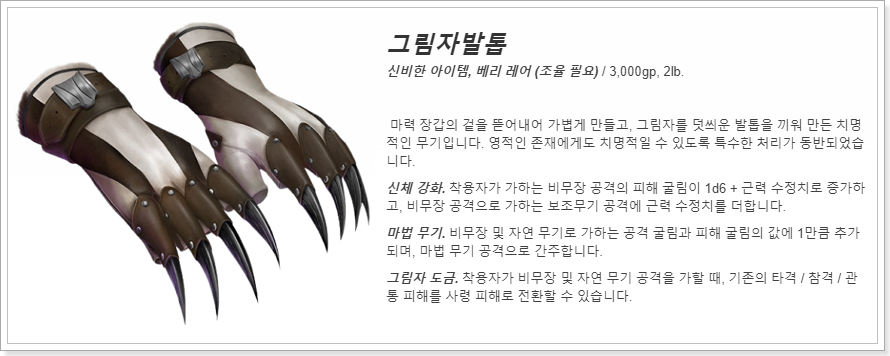 그림자발톱
신비한 아이템, 베리 레어 (조율 필요) / 3,000gp, 2lb.
마력 장갑의 겉을 뜯어내어 가볍게 만들고, 그림자를 덧씌운 발톱을 끼워 만든 치명
적인 무기입니다. 영적인 존재에게도 치명적일 수 있도록 특수한 처리가 동반되었습
니다.
신체 강화. 착용자가 가하는 비무장 공격의 피해 굴림이 1d6 + 근력 수정치로 증가하
고, 비무장 공격으로 가하는 보조무기 공격에 근력 수정치를 더합니다.
마법 무기. 비무장 및 자연 무기로 가하는 공격 굴림과 피해 굴림의 값에 1만큼 추가
되며, 마법 무기 공격으로 간주합니다.
그림자 도금. 착용자가 비무장 및 자연 무기 공격을 가할 때, 기존의 타격 / 참격 / 관
통 피해를 사령 피해로 전환할 수 있습니다.